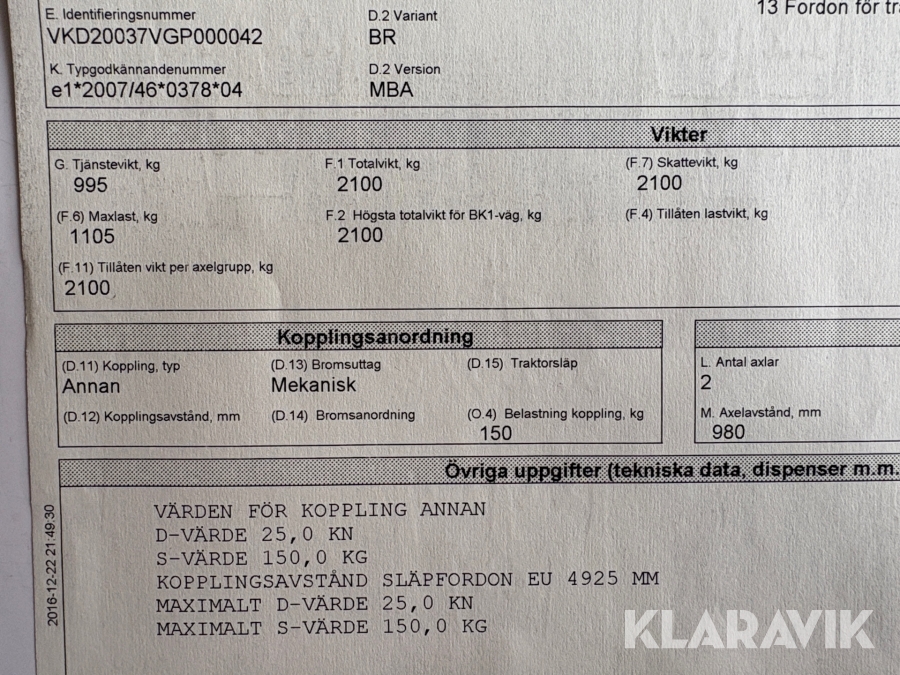 E. Identifieringsnummer D.2 Variant 13 Fordon för
VKD20037VGP000042 BR
K. Typgodkännandenummer D.2 Version
e1*2007/46*0378*04 MBA
Vikter
G. Tjänstevikt, kg F.1 Totalvikt, kg (F.7) Skattevikt, kg
995 2100 2100
(F.6) Maxlast, kg F.2 Högsta totalvikt för BK1-väg, kg (F.4) Tillåten lastvikt, kg
1105 2100
(F.11) Tillåten vikt per axelgrupp, kg
2100
Kopplingsanordning
(D.11) Koppling, typ (D.13) Bromsuttag (D.15) Traktorsläp L. Antal axlar
Annan Mekanisk 2
(D.12) Kopplingsavstånd, mm (D.14) Bromsanordning (O.4) Belastning koppling, kg M. Axelavstånd, mm
150 980
Övriga uppgifter (tekniska data, dispenser m.m.
VÄRDEN FÖR KOPPLING ANNAN
D-VÄRDE 25,0 KN
S-VÄRDE 150,0 KG
KOPPLINGSAVSTÅND SLÄPFORDON EU 4925 MM
MAXIMALT D-VÄRDE 25,0 KN
MAXIMALT S-VÄRDE 150,0 KG
2016-12-22 21:49:30
KLARAVIK